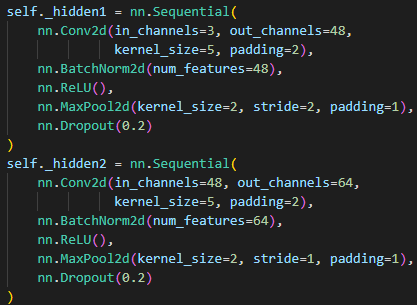 self._hidden1 = nn.Sequential(
    nn.Conv2d(in_channels=3, out_channels=48,
              kernel_size=5, padding=2),
    nn.BatchNorm2d(num_features=48),
    nn.ReLU(),
    nn.MaxPool2d(kernel_size=2, stride=2, padding=1),
    nn.Dropout(0.2)
)
self._hidden2 = nn.Sequential(
    nn.Conv2d(in_channels=48, out_channels=64,
              kernel_size=5, padding=2),
    nn.BatchNorm2d(num_features=64),
    nn.ReLU(),
    nn.MaxPool2d(kernel_size=2, stride=1, padding=1),
    nn.Dropout(0.2)
)